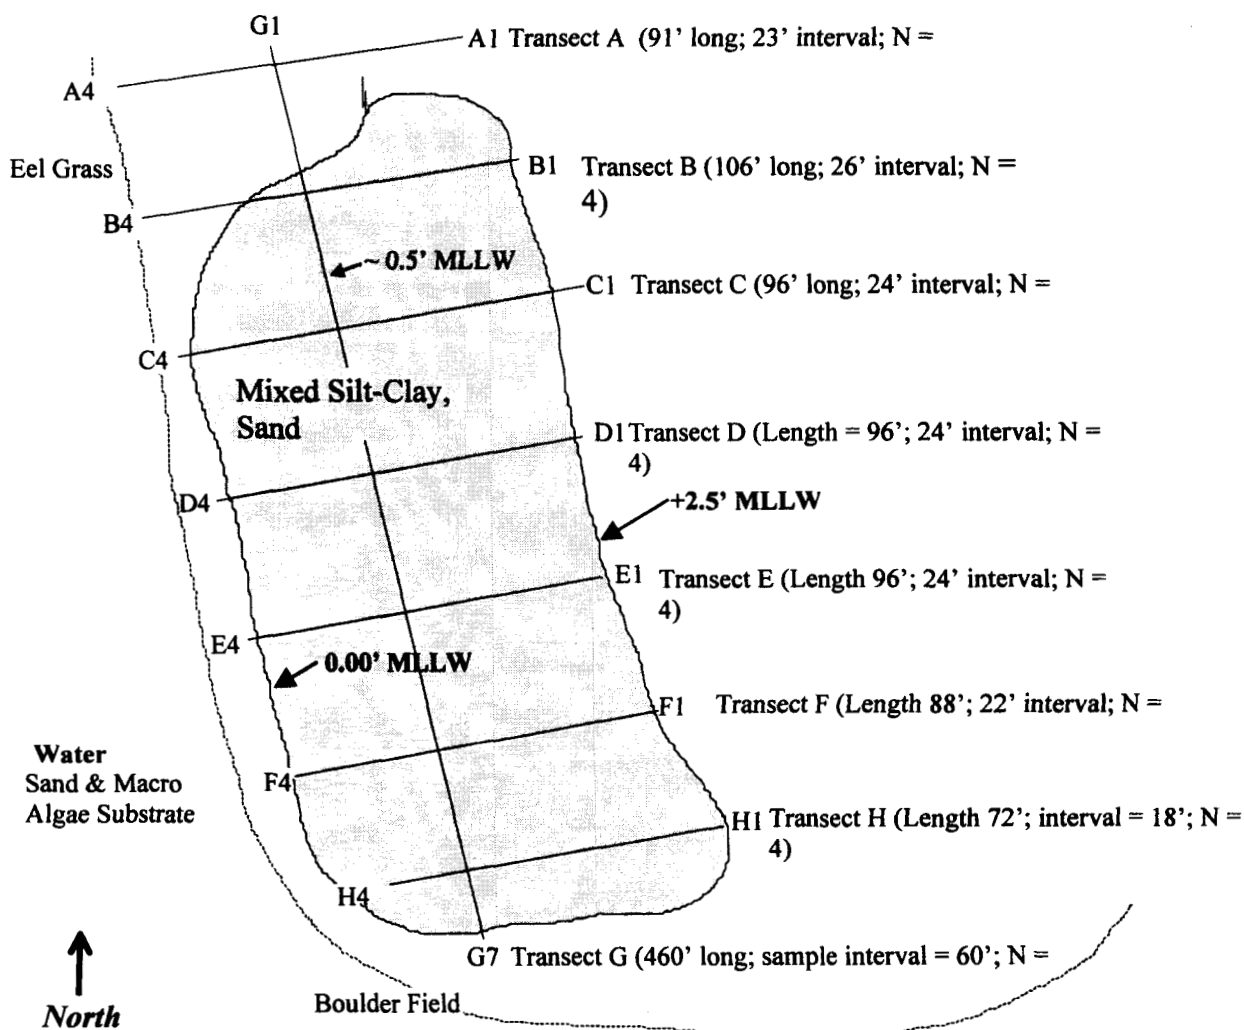 G1
A1 Transect A (91' long; 23' interval; N =
A4
Eel Grass
B1 Transect B (106' long; 26' interval; N =
4)
B4
~ 0.5' MLLW
C1 Transect C (96' long; 24' interval; N =
C4
Mixed Silt-Clay,
Sand
D1 Transect D (Length = 96'; 24' interval; N =
4)
D4
+2.5' MLLW
E1 Transect E (Length 96'; 24' interval; N =
4)
E4
0.00' MLLW
F1 Transect F (Length 88'; 22' interval; N =
Water
Sand & Macro
Algae Substrate
F4
H1 Transect H (Length 72'; interval = 18'; N =
4)
H4
G7 Transect G (460' long; sample interval = 60'; N =
Boulder Field
North